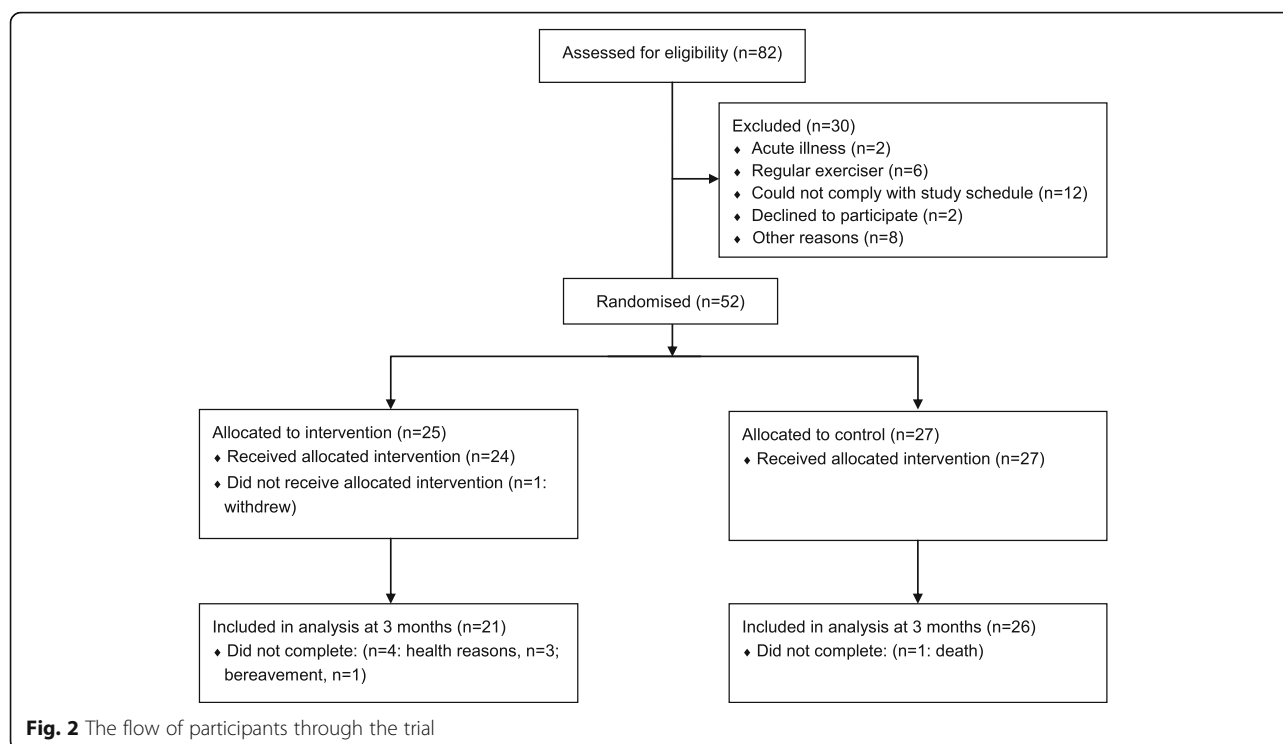 Assessed for eligibility (n=82)
Excluded (n=30)
♦ Acute illness (n=2)
♦ Regular exerciser (n=6)
♦ Could not comply with study schedule (n=12)
♦ Declined to participate (n=2)
♦ Other reasons (n=8)
Randomised (n=52)
Allocated to intervention (n=25)
♦ Received allocated intervention (n=24)
♦ Did not receive allocated intervention (n=1:
withdrew)
Allocated to control (n=27)
♦ Received allocated intervention (n=27)
Included in analysis at 3 months (n=21)
♦ Did not complete: (n=4: health reasons, n=3;
bereavement, n=1)
Included in analysis at 3 months (n=26)
♦ Did not complete: (n=1: death)
Fig. 2 The flow of participants through the trial